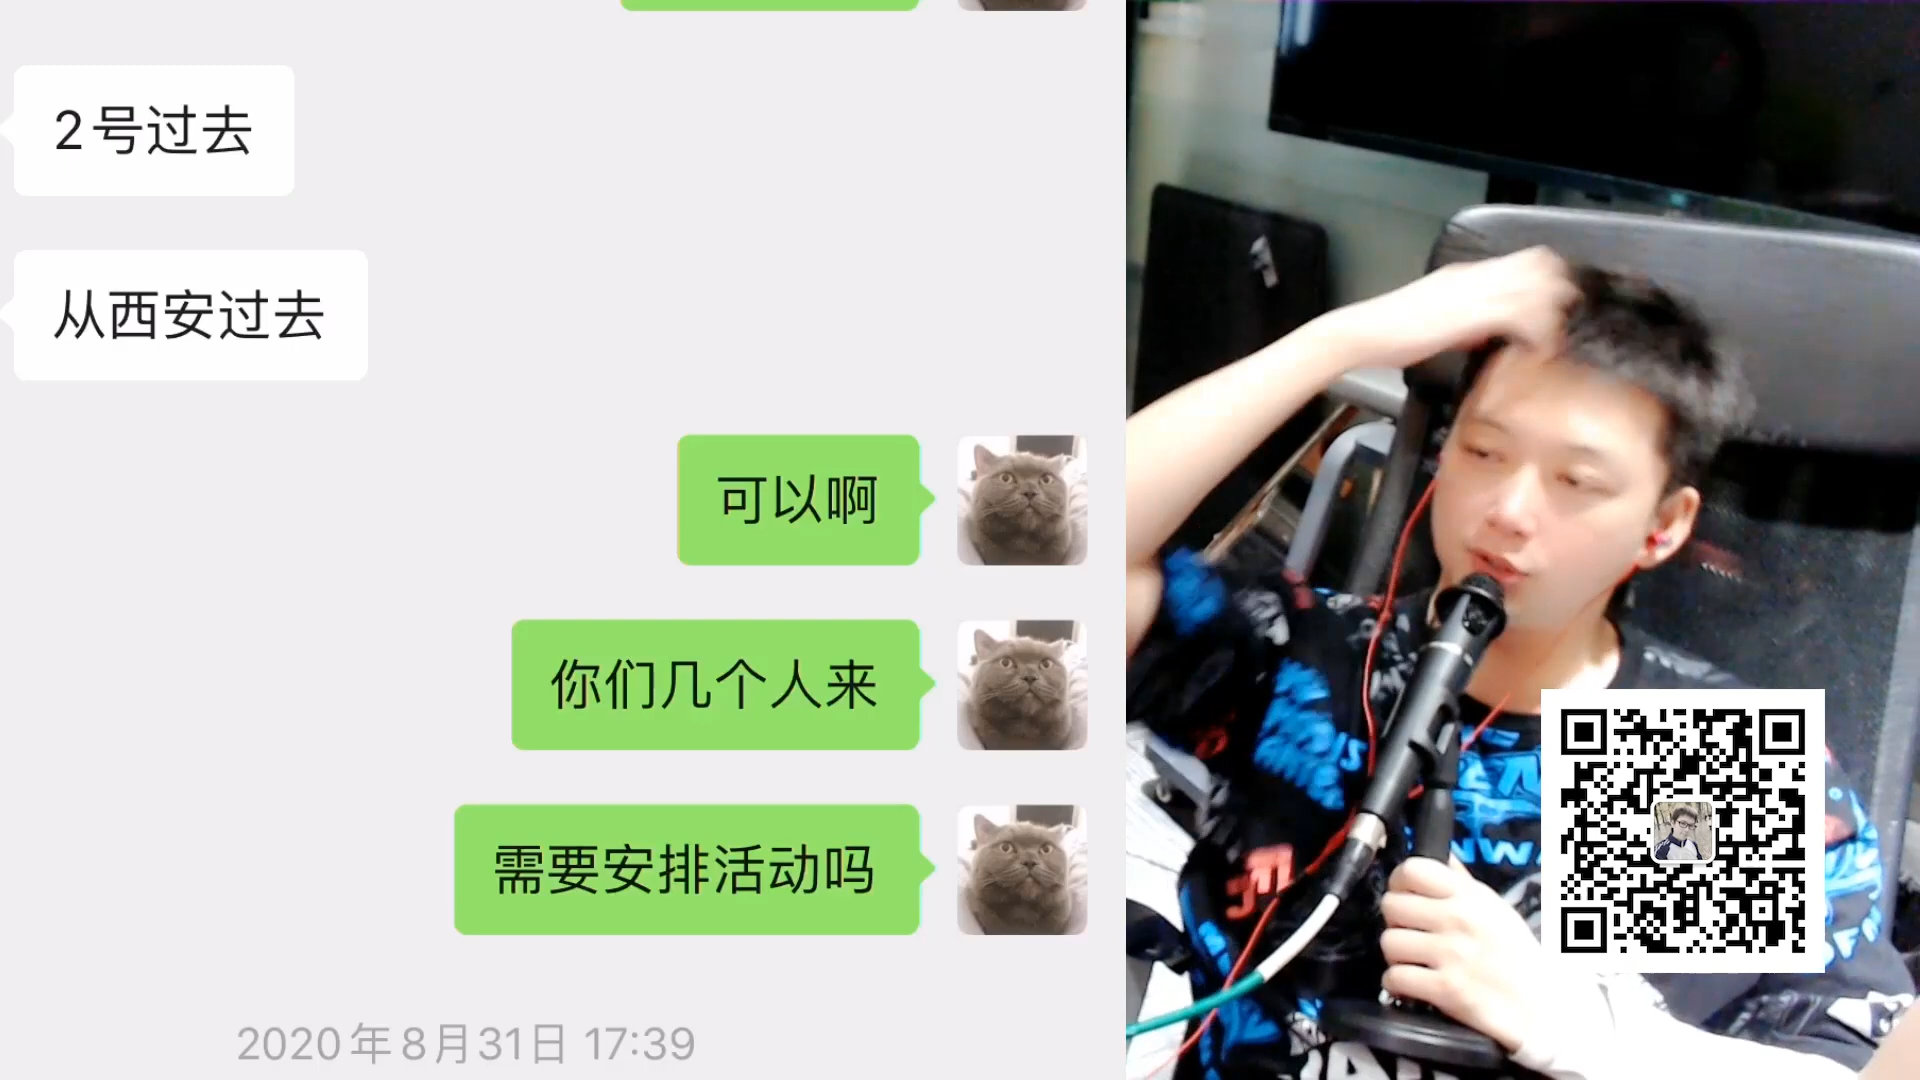 2号过去
从西安过去
可以啊
你们几个人来
需要安排活动吗
2020年8月31日 17:39